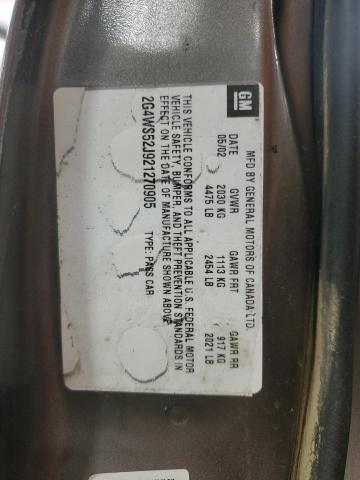 GM
MFD BY GENERAL MOTORS OF CANADA LTD.
DATE GVWR GAWR FRT GAWR RR
05/02 2030 KG 1113 KG 917 KG
4475 LB 2454 LB 2021 LB
THIS VEHICLE CONFORMS TO ALL APPLICABLE U.S. FEDERAL MOTOR
VEHICLE SAFETY, BUMPER, AND THEFT PREVENTION STANDARDS IN
EFFECT ON THE DATE OF MANUFACTURE SHOWN ABOVE.
2G4WS52J921270905 TYPE: PASS CAR